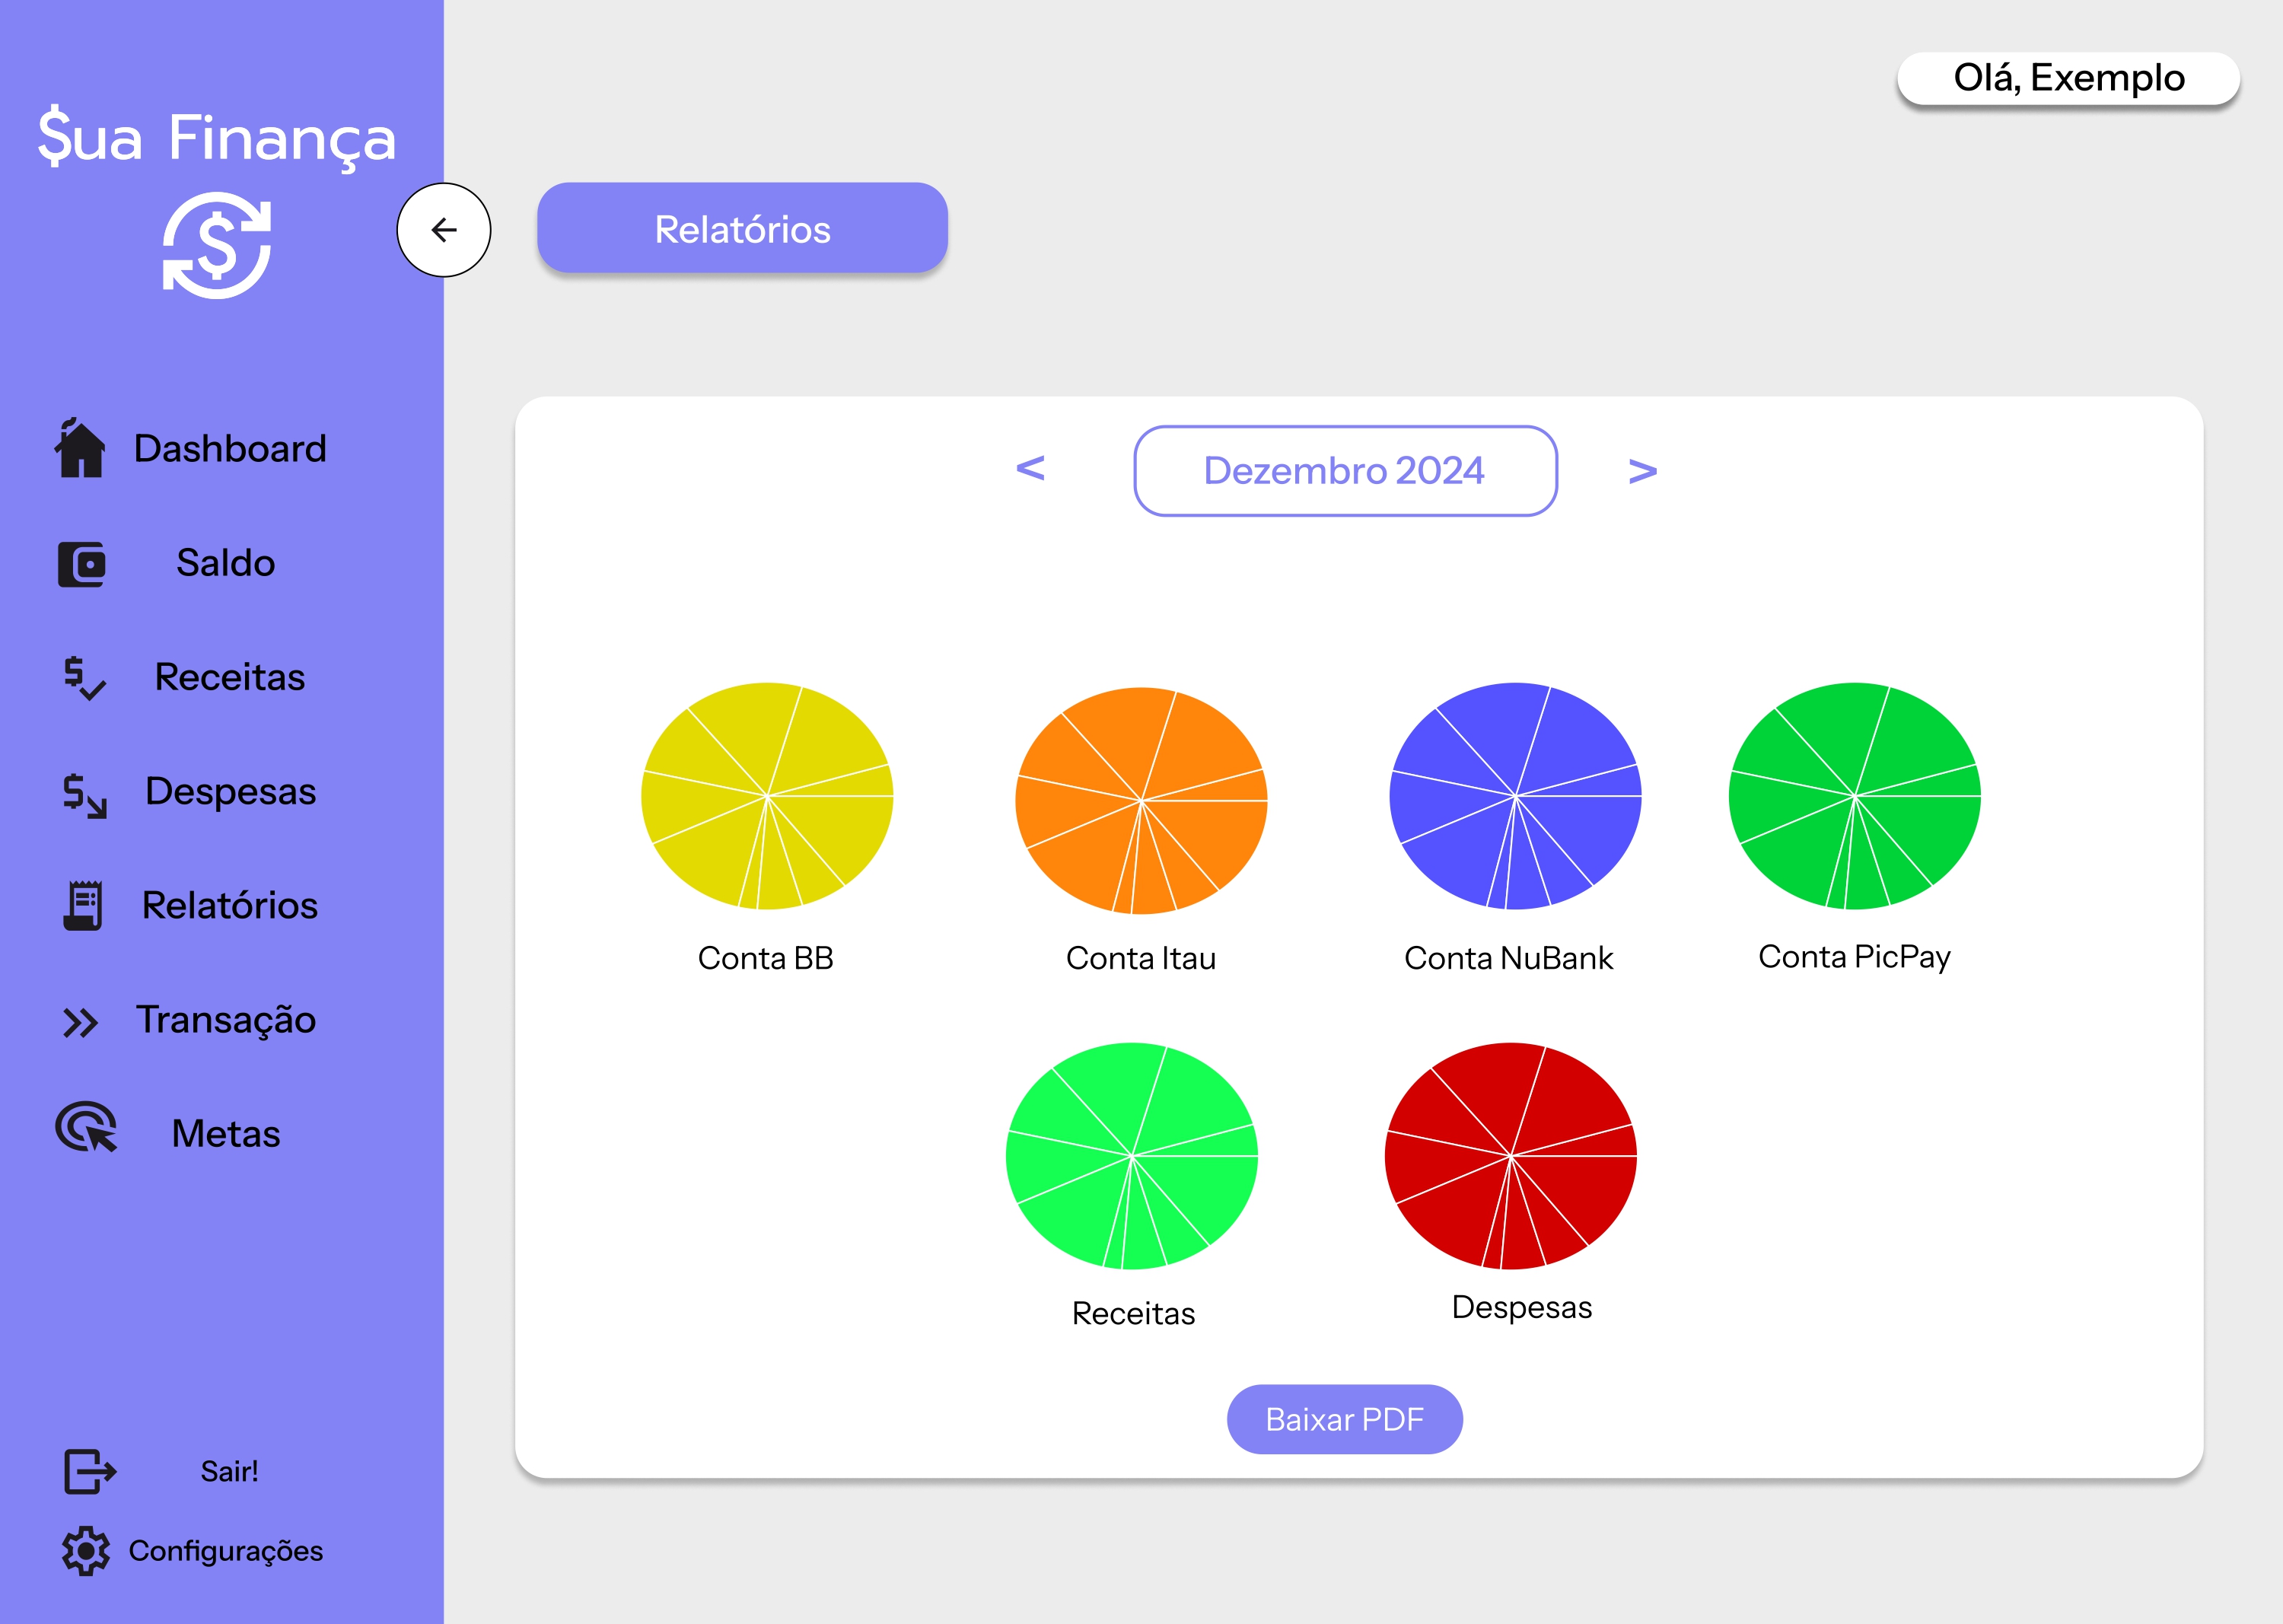 Olá, Exemplo
$ua Finança
Relatórios
Dashboard
Saldo
Receitas
Despesas
Relatórios
Transação
Metas
Sair!
Configurações
< Dezembro 2024 >
Conta BB
Conta Itau
Conta NuBank
Conta PicPay
Receitas
Despesas
Baixar PDF